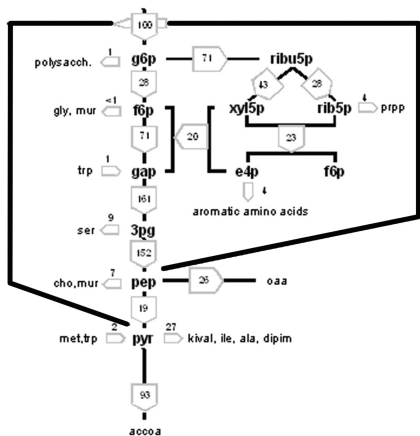 100
polysacch. 1 g6p 71 ribu5p
28 43 28
gly, mur <1 f6p xyl5p rib5p 4 prpp
71 20 23
trp 1 gap e4p f6p
161 4
aromatic amino acids
ser 9 3pg
152
cho,mur 7 pep 26 oaa
19
met,trp 2 pyr 27 kival, ile, ala, dipim
93
accoa